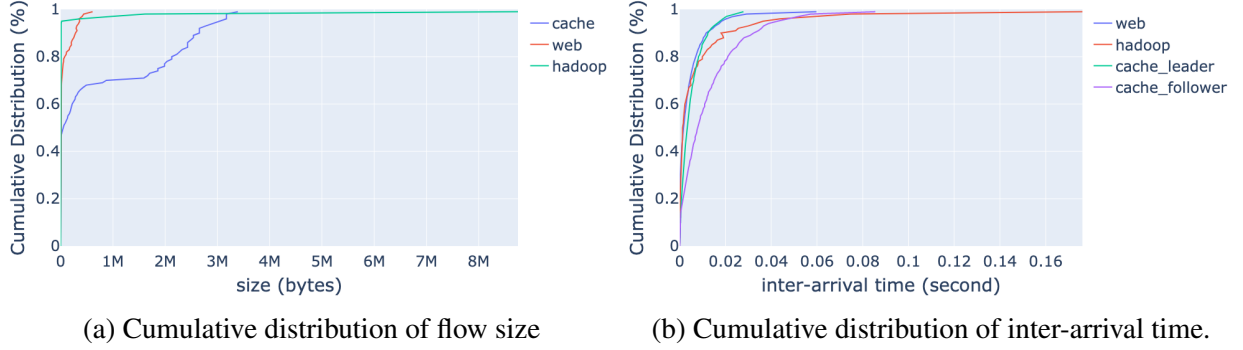 Cumulative Distribution (%)
1
0.8
0.6
0.4
0.2
0
0
1M
2M
3M
4M
5M
6M
7M
8M
size (bytes)
cache
web
hadoop
(a) Cumulative distribution of flow size
Cumulative Distribution (%)
1
0.8
0.6
0.4
0.2
0
0
0.02
0.04
0.06
0.08
0.1
0.12
0.14
0.16
inter-arrival time (second)
web
hadoop
cache_leader
cache_follower
(b) Cumulative distribution of inter-arrival time.